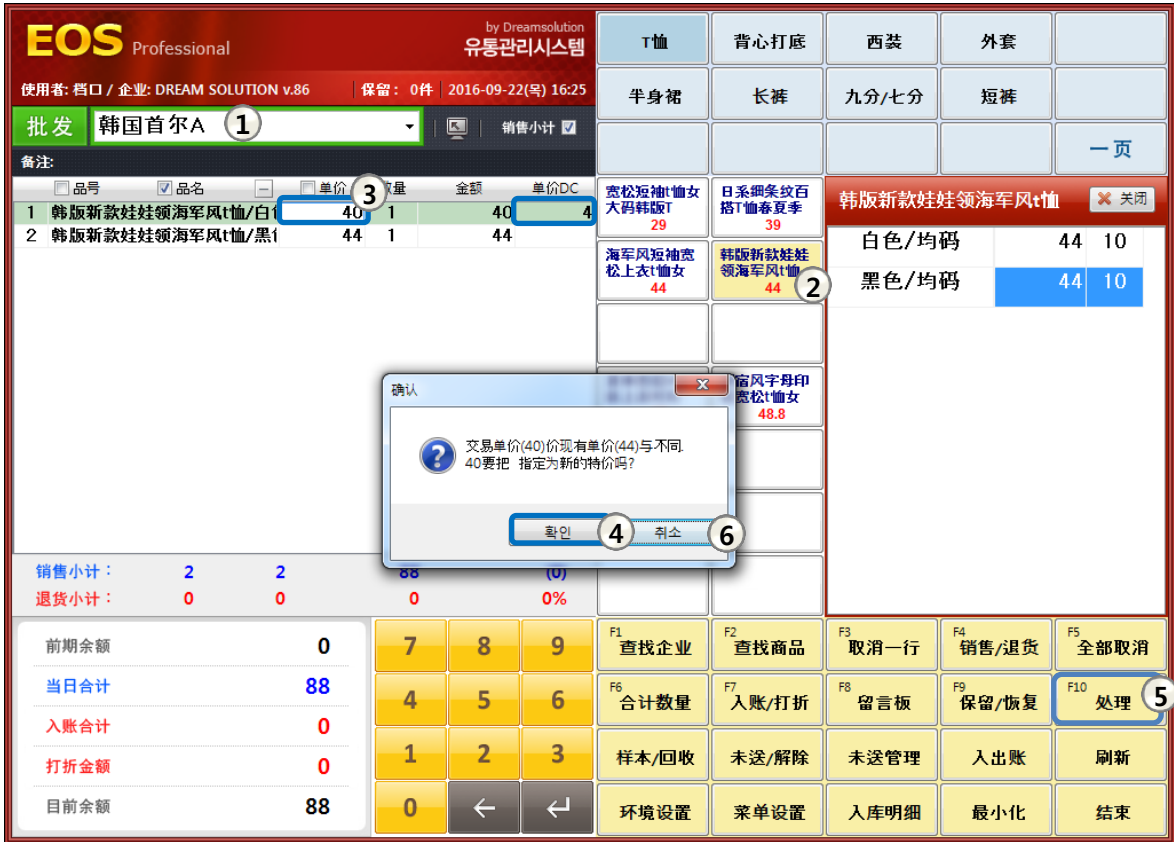 EOS Professional
by Dreamsolution
유통관리시스템
使用者: 档口 / 企业: DREAM SOLUTION v.86
保留: 0件
2016-09-22(목) 16:25
批发
韩国首尔A
1
销售小计
备注:
品号 品名 单价 数量 金额 单价DC
3
1 韩版新款娃娃领海军风t恤/白 40 1 40 4
2 韩版新款娃娃领海军风t恤/黑 44 1 44
销售小计: 2 2 88 (0)
退货小计: 0 0 0 0%
前期余额 0
当日合计 88
入账合计 0
打折金额 0
目前余额 88
7 8 9
4 5 6
1 2 3
0 ← ↵
T恤 背心打底 西装 外套
半身裙 长裤 九分/七分 短裤
一页
宽松短袖t恤女
大码韩版T
29
日系细条纹百
搭T恤春夏季
39
海军风短袖宽
松上衣t恤女
44
韩版新款娃娃
领海军风t恤
44
2
宿风字母印
宽松t恤女
48.8
韩版新款娃娃领海军风t恤
关闭
白色/均码 44 10
黑色/均码 44 10
确认
交易单价(40)价现有单价(44)与不同.
40要把 指定为新的特价吗?
확인
4
취소
6
F1 查找企业
F2 查找商品
F3 取消一行
F4 销售/退货
F5 全部取消
F6 合计数量
F7 入账/打折
F8 留言板
F9 保留/恢复
F10 处理
5
样本/回收 未送/解除 未送管理 入出账 刷新
环境设置 菜单设置 入库明细 最小化 结束